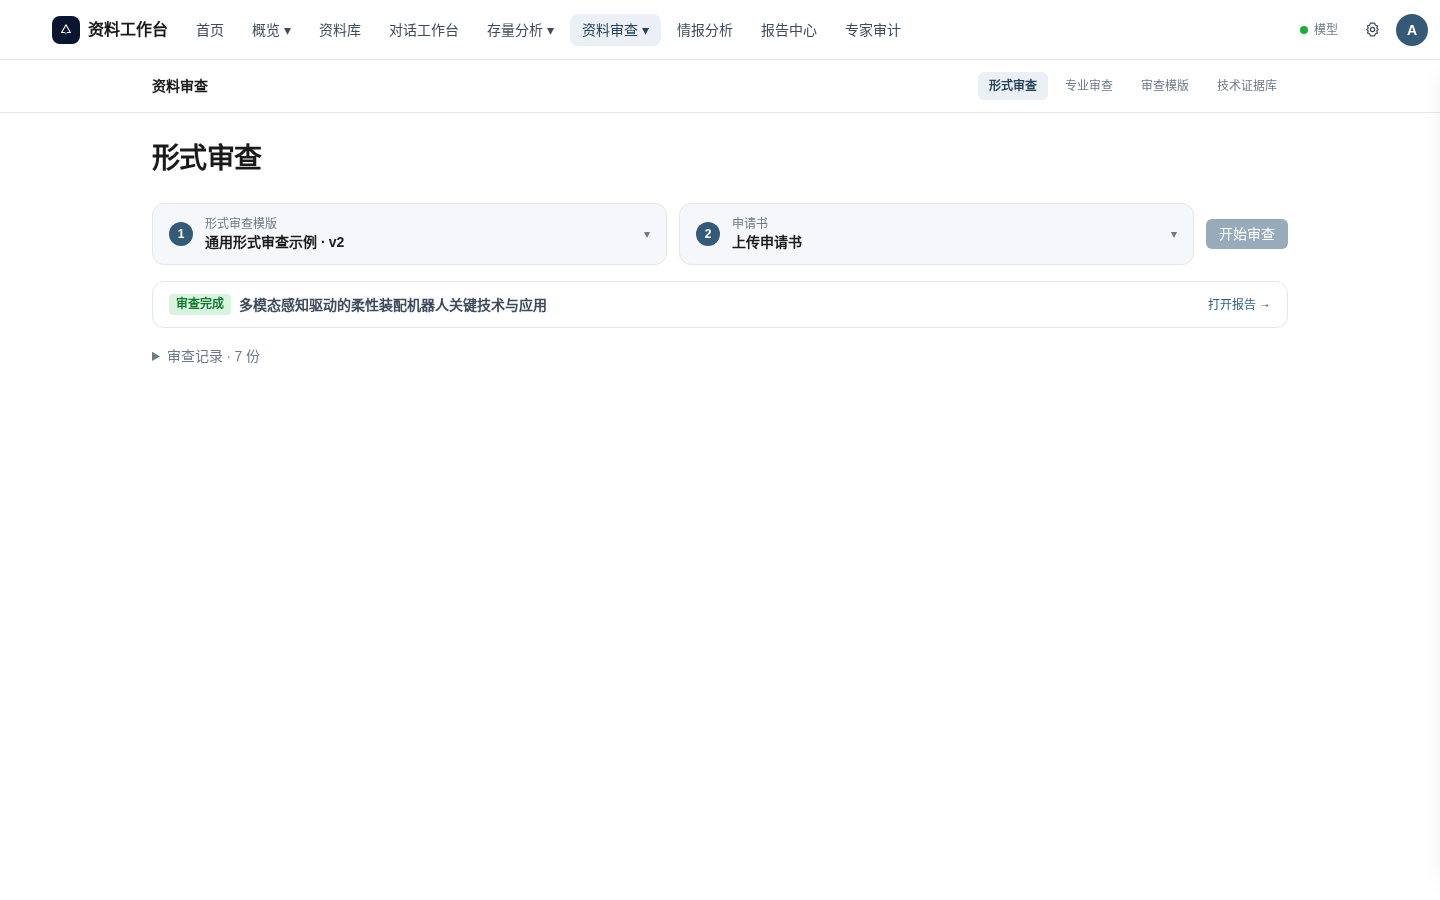 资料工作台 首页 概览 ▾ 资料库 对话工作台 存量分析 ▾ 资料审查 ▾ 情报分析 报告中心 专家审计 模型 A
资料审查 形式审查 专业审查 审查模版 技术证据库
形式审查
1 形式审查模版
通用形式审查示例 · v2 ▾
2 申请书
上传申请书 ▾
开始审查
审查完成 多模态感知驱动的柔性装配机器人关键技术与应用 打开报告 →
▶ 审查记录 · 7 份